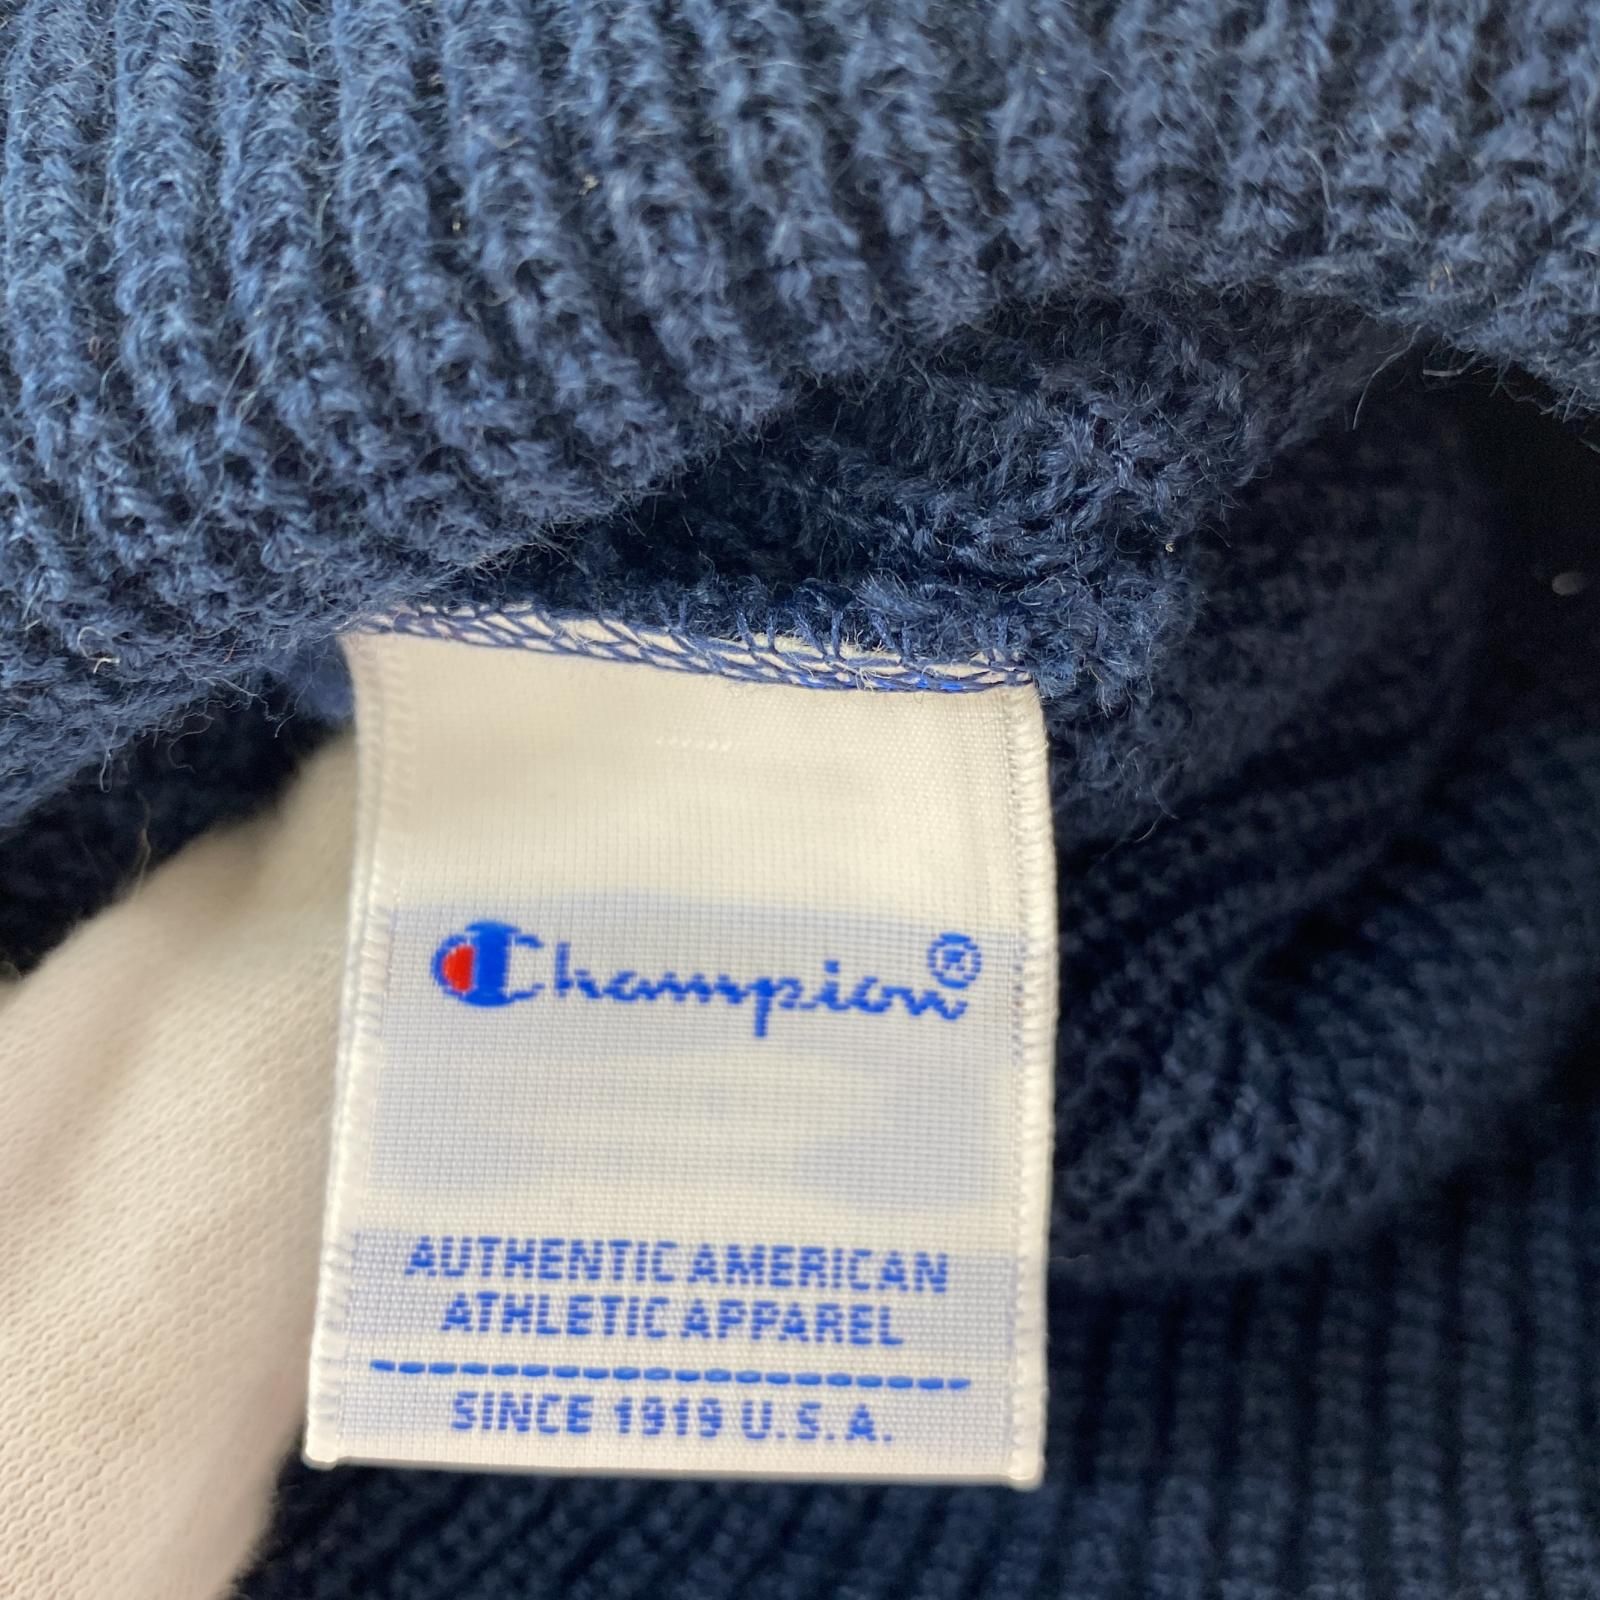 Champion®
AUTHENTIC AMERICAN
ATHLETIC APPAREL
SINCE 1919 U.S.A.